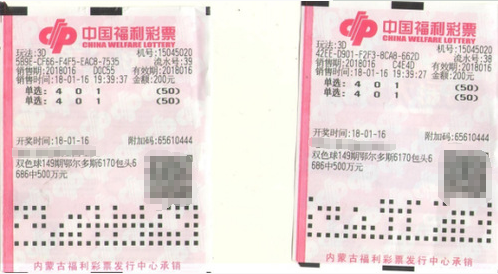 中国福利彩票
CHINA WELFARE LOTTERY
玩法:3D 机号:15045020
589E-CF66-F4F5-EAC8-7535 流水号:39
销售期:2018016 D0C55 有效期:2018016
销售时间:18-01-16 19:39:37 金额:200元
单选: 4 0 1 (50)
单选: 4 0 1 (50)
开奖时间:18-01-16 附加码:65610444
双色球149期鄂尔多斯6170包头6
686中500万元
内蒙古福利彩票发行中心承销
中国福利彩票
CHINA WELFARE LOTTERY
玩法:3D 机号:15045020
42EE-D901-F2F3-8CA8-662D 流水号:38
销售期:2018016 C4E4D 有效期:2018016
销售时间:18-01-16 19:39:27 金额:200元
单选: 4 0 1 (50)
单选: 4 0 1 (50)
开奖时间:18-01-16 附加码:65610444
双色球149期鄂尔多斯6170包头6
686中500万元
内蒙古福利彩票发行中心承销